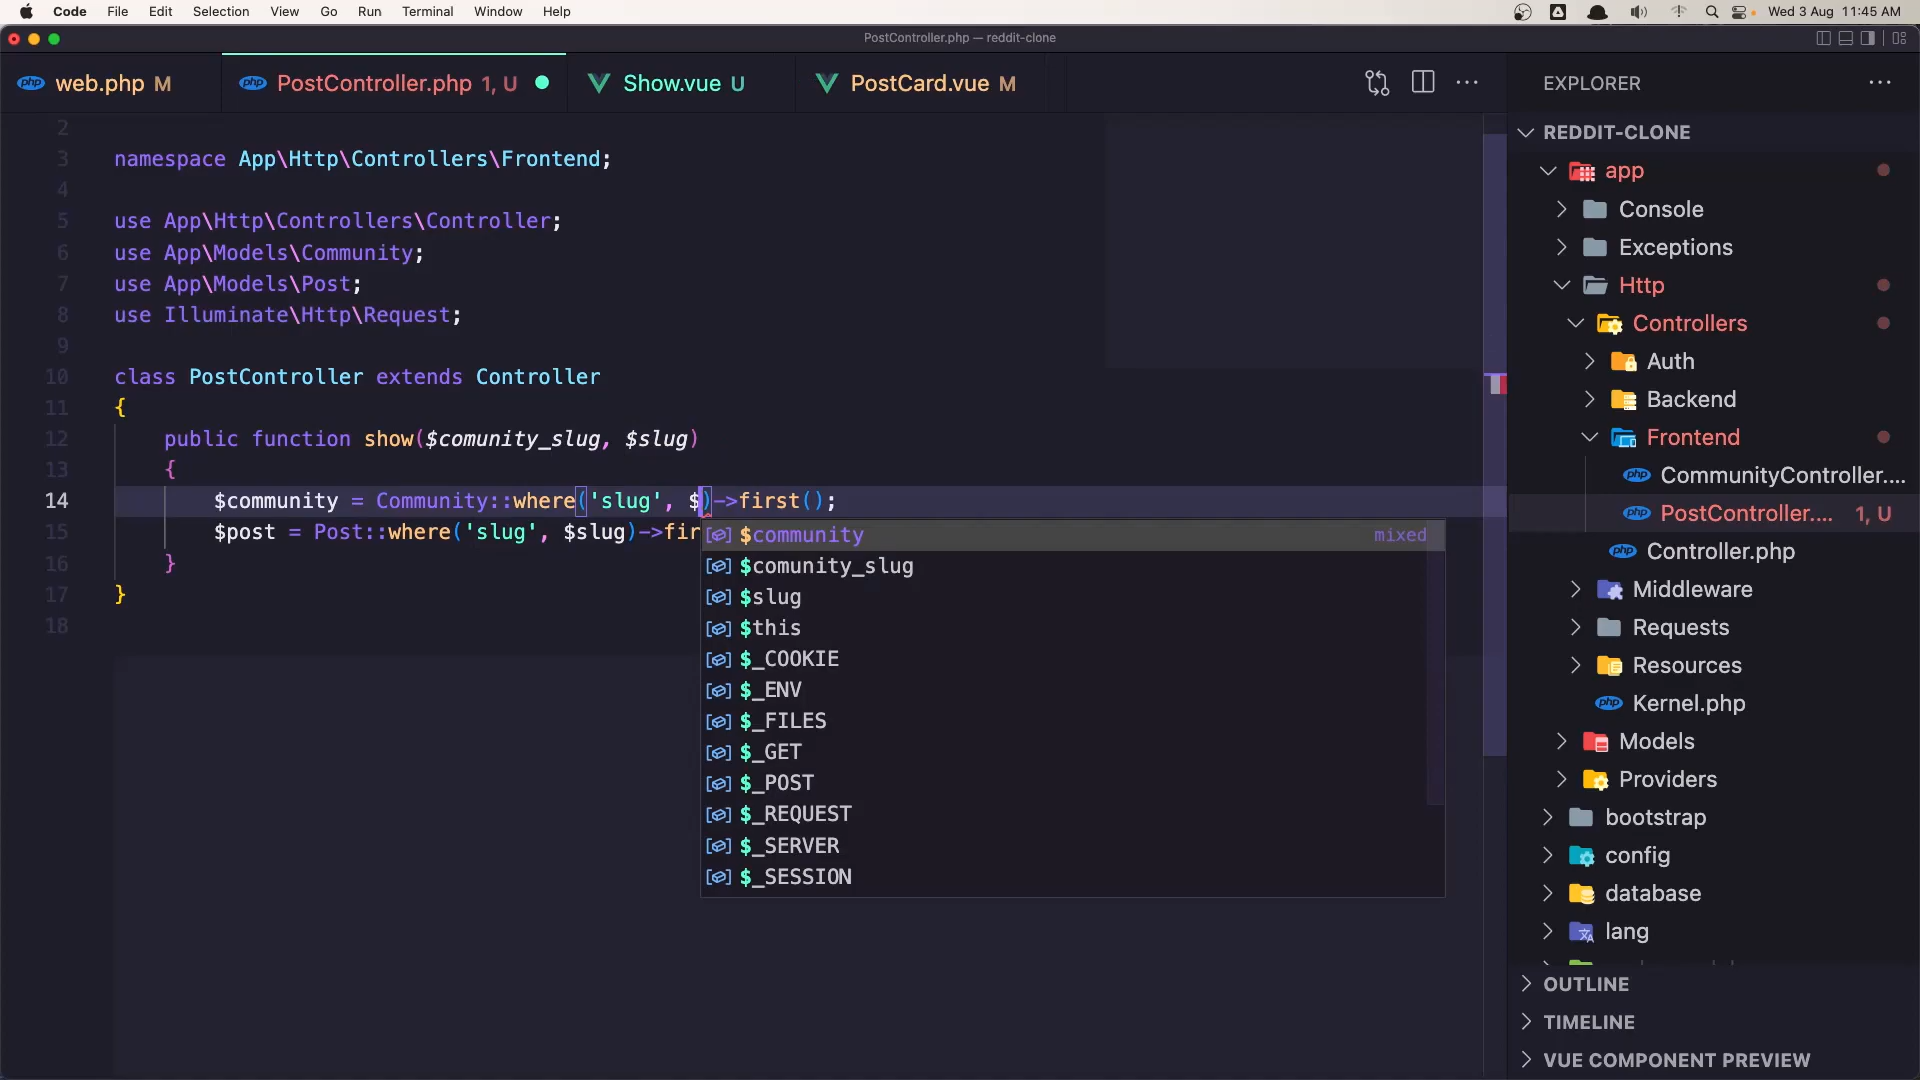 Code File Edit Selection View Go Run Terminal Window Help Wed 3 Aug 11:45 AM
PostController.php — reddit-clone
web.php M PostController.php 1, U Show.vue U PostCard.vue M
2
3 namespace App\Http\Controllers\Frontend;
4
5 use App\Http\Controllers\Controller;
6 use App\Models\Community;
7 use App\Models\Post;
8 use Illuminate\Http\Request;
9
10 class PostController extends Controller
11 {
12 public function show($comunity_slug, $slug)
13 {
14 $community = Community::where('slug', $)->first();
15 $post = Post::where('slug', $slug)->fir
16 }
17 }
18
$community mixed
$comunity_slug
$slug
$this
$_COOKIE
$_ENV
$_FILES
$_GET
$_POST
$_REQUEST
$_SERVER
$_SESSION
EXPLORER
REDDIT-CLONE
app
Console
Exceptions
Http
Controllers
Auth
Backend
Frontend
php CommunityController....
php PostController.... 1, U
php Controller.php
Middleware
Requests
Resources
php Kernel.php
Models
Providers
bootstrap
config
database
lang
OUTLINE
TIMELINE
VUE COMPONENT PREVIEW